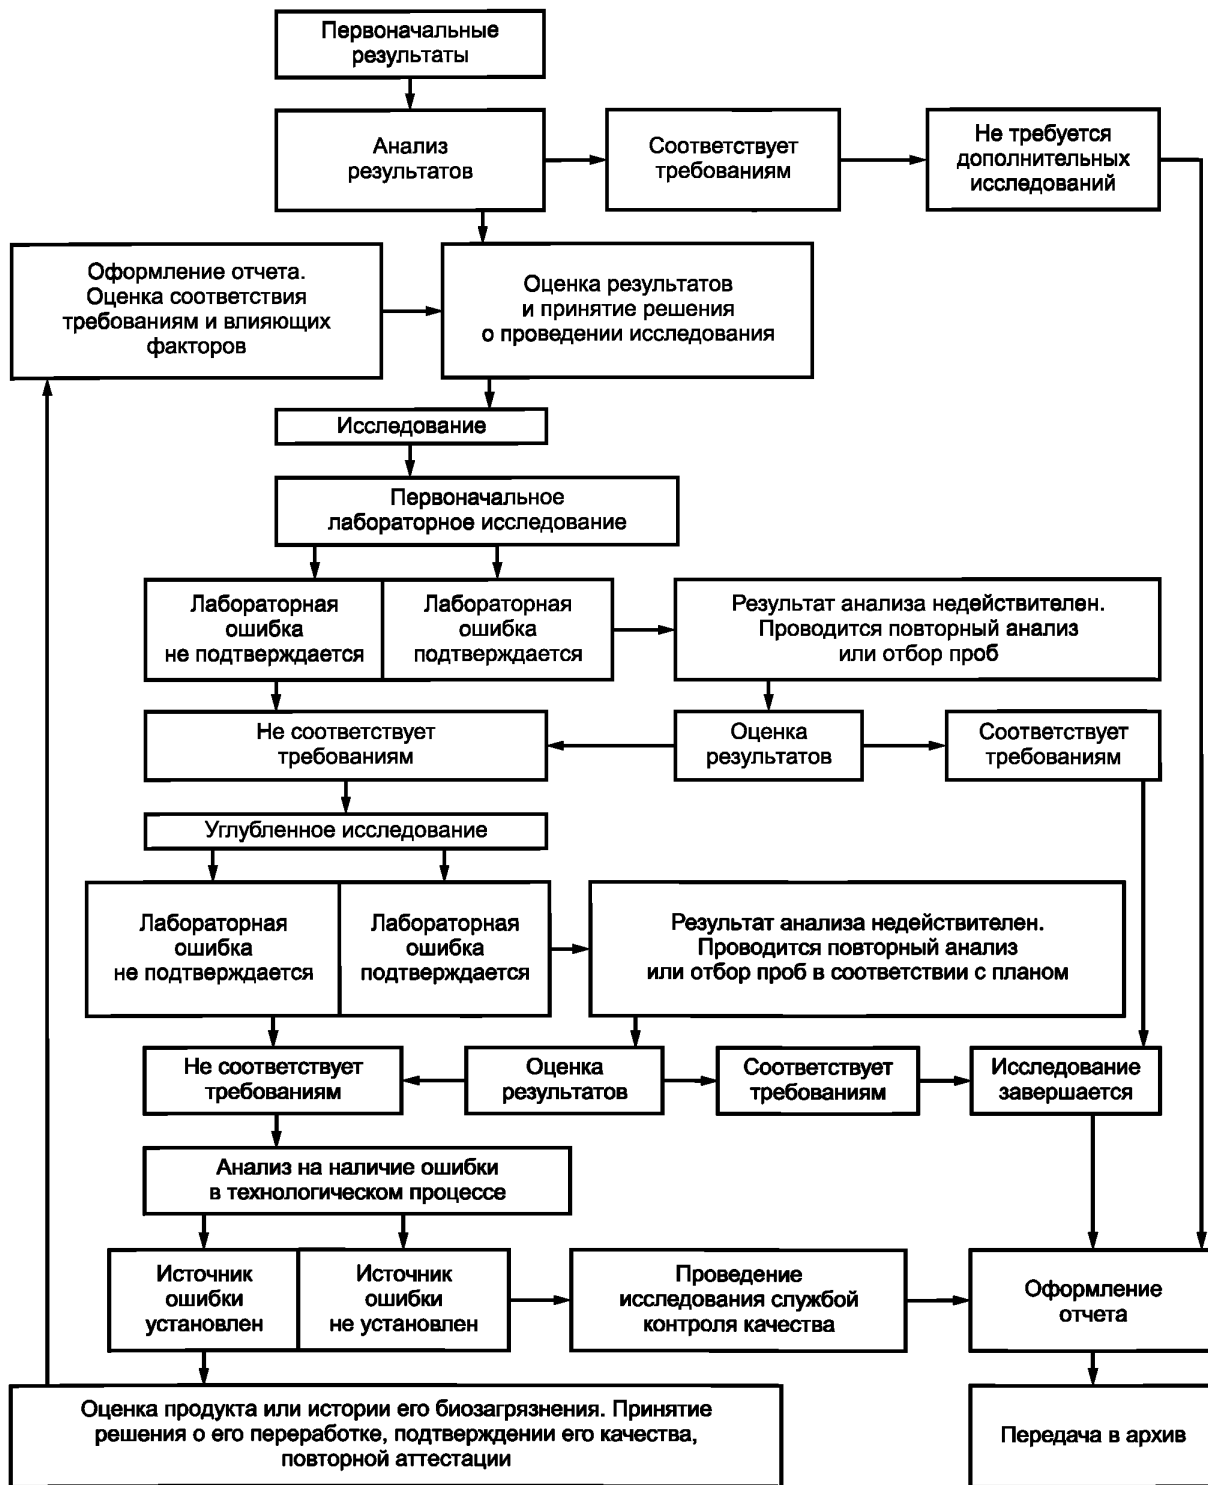 Первоначальные
результаты
Анализ
результатов
Соответствует
требованиям
Не требуется
дополнительных
исследований
Оформление отчета.
Оценка соответствия
требованиям и влияющих
факторов
Оценка результатов
и принятие решения
о проведении исследования
Исследование
Первоначальное
лабораторное исследование
Лабораторная
ошибка
не подтверждается
Лабораторная
ошибка
подтверждается
Результат анализа недействителен.
Проводится повторный анализ
или отбор проб
Не соответствует
требованиям
Оценка
результатов
Соответствует
требованиям
Углубленное исследование
Лабораторная
ошибка
не подтверждается
Лабораторная
ошибка
подтверждается
Результат анализа недействителен.
Проводится повторный анализ
или отбор проб в соответствии с планом
Не соответствует
требованиям
Оценка
результатов
Соответствует
требованиям
Исследование
завершается
Анализ на наличие ошибки
в технологическом процессе
Источник
ошибки
установлен
Источник
ошибки
не установлен
Проведение
исследования службой
контроля качества
Оформление
отчета
Оценка продукта или истории его биозагрязнения. Принятие
решения о его переработке, подтверждении его качества,
повторной аттестации
Передача в архив